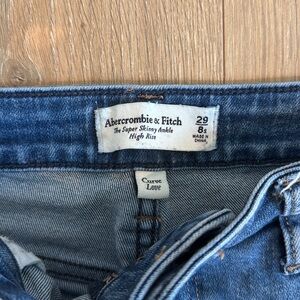 Abercrombie & Fitch
The Super Skinny Ankle
High Rise
29
8s
MADE IN
CHINA
Curve
Love